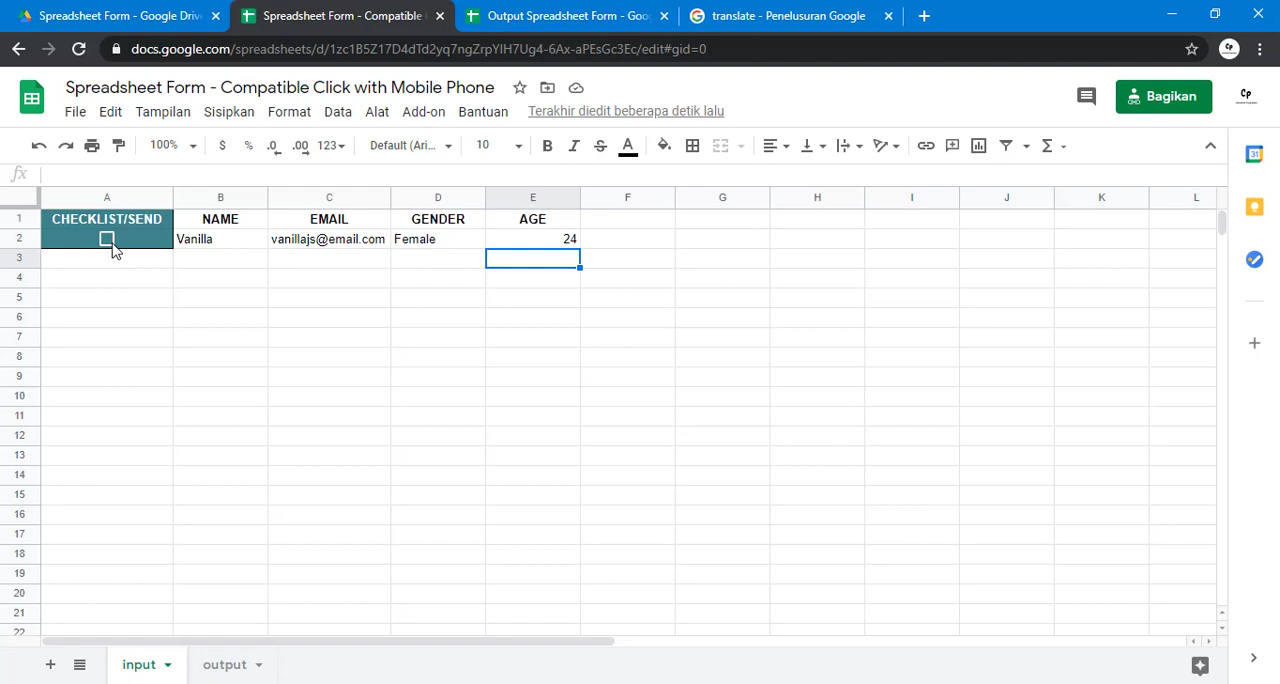 Spreadsheet Form - Google Driv
Spreadsheet Form - Compatible
Output Spreadsheet Form - Goo
translate - Penelusuran Google
docs.google.com/spreadsheets/d/1zc1B5Z17D4dTd2yq7ngZrpYIH7Ug4-6Ax-aPEsGc3Ec/edit#gid=0
Spreadsheet Form - Compatible Click with Mobile Phone
File Edit Tampilan Sisipkan Format Data Alat Add-on Bantuan Terakhir diedit beberapa detik lalu
Bagikan
Cp
100% $ % .0 .00 123 Default (Ari... 10 B I S A Σ
fx
A B C D E F G H I J K L
1 CHECKLIST/SEND NAME EMAIL GENDER AGE
2 Vanilla vanillajs@email.com Female 24
3
4
5
6
7
8
9
10
11
12
13
14
15
16
17
18
19
20
21
22
input output
31